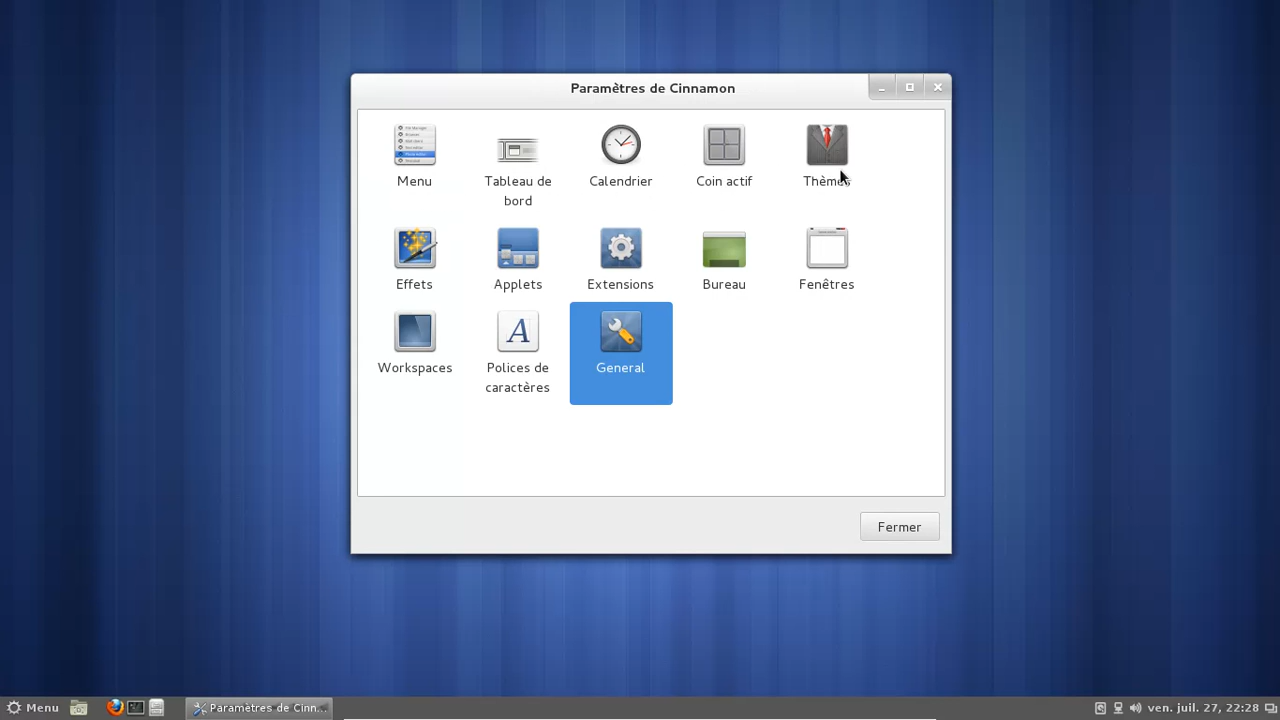 Paramètres de Cinnamon
Menu
Tableau de
bord
Calendrier
Coin actif
Thèmes
Effets
Applets
Extensions
Bureau
Fenêtres
Workspaces
Polices de
caractères
General
Fermer
Menu
Paramètres de Cinn...
ven. juil. 27, 22:28